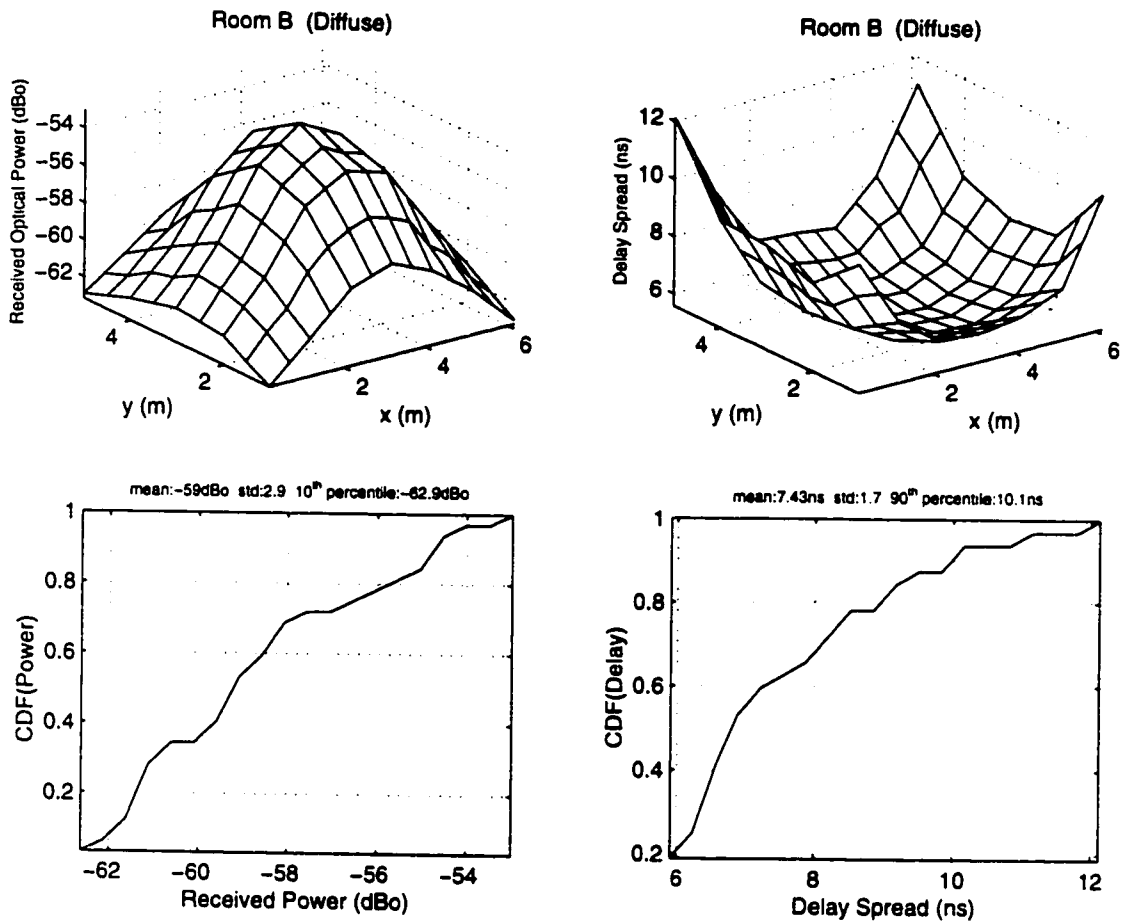 Room B (Diffuse)
Received Optical Power (dBo)
−54
−56
−58
−60
−62
4
2
y (m)
2
4
6
x (m)
Room B (Diffuse)
Delay Spread (ns)
12
10
8
6
4
2
y (m)
2
4
6
x (m)
mean:−59dBo std:2.9 10th percentile:−62.9dBo
CDF(Power)
1
0.8
0.6
0.4
0.2
−62
−60
−58
−56
−54
Received Power (dBo)
mean:7.43ns std:1.7 90th percentile:10.1ns
CDF(Delay)
1
0.8
0.6
0.4
0.2
6
8
10
12
Delay Spread (ns)